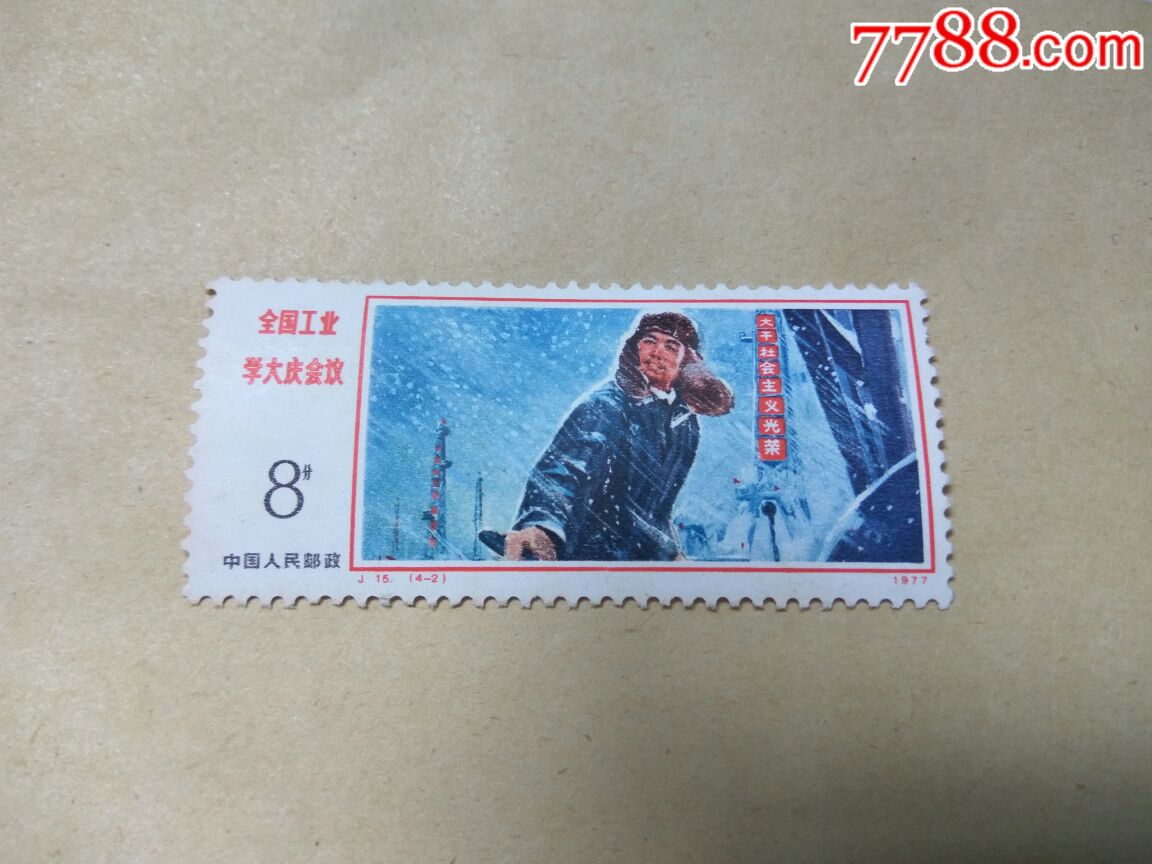 7788.com
全国工业
学大庆会议
8分
中国人民邮政
大干社会主义光荣
J. 15. (4-2)
1977